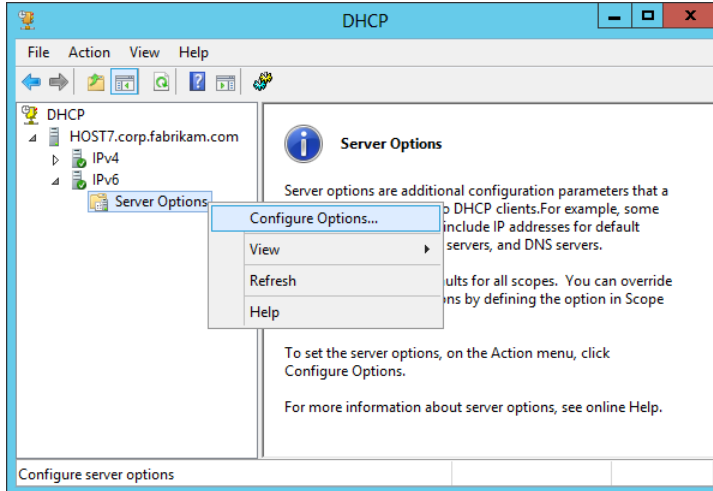 DHCP
File Action View Help
DHCP
HOST7.corp.fabrikam.com
IPv4
IPv6
Server Options
Configure Options...
View
Refresh
Help
Server Options
Server options are additional configuration parameters that a
o DHCP clients.For example, some
include IP addresses for default
servers, and DNS servers.
ults for all scopes. You can override
ns by defining the option in Scope
To set the server options, on the Action menu, click
Configure Options.
For more information about server options, see online Help.
Configure server options